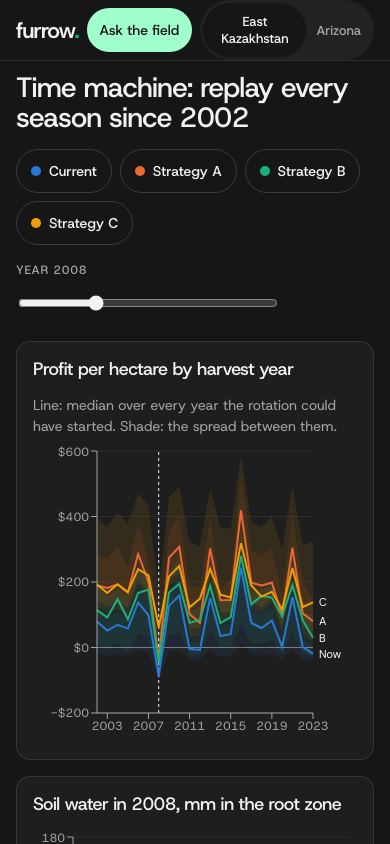 furrow.
Ask the field
East
Kazakhstan
Arizona
Time machine: replay every
season since 2002
Current
Strategy A
Strategy B
Strategy C
YEAR 2008
Profit per hectare by harvest year
Line: median over every year the rotation could
have started. Shade: the spread between them.
$600
$400
$200
$0
−$200
C
A
B
Now
2003 2007 2011 2015 2019 2023
Soil water in 2008, mm in the root zone
180